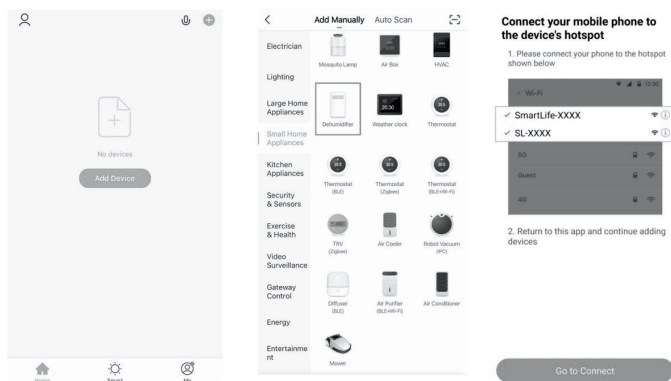 No devices
Add Device
Home
Smart
Me
Add Manually
Auto Scan
Electrician
Lighting
Large Home
Appliances
Small Home
Appliances
Kitchen
Appliances
Security
& Sensors
Exercise
& Health
Video
Surveillance
Gateway
Control
Energy
Entertainme
nt
Mosquito Lamp
Air Box
HVAC
Dehumidifier
20:30
Weather clock
Thermostat
Thermostat
(BLE)
Thermostat
(Zigbee)
Thermostat
(BLE+Wi-Fi)
TRV
(Zigbee)
Air Cooler
Robot Vacuum
(IPC)
Diffuser
(BLE)
Air Purifier
(BLE+Wi-Fi)
Air Conditioner
Mower
Connect your mobile phone to
the device's hotspot
1. Please connect your phone to the hotspot
shown below
12:00
Wi-Fi
SmartLife-XXXX
SL-XXXX
5G
Guest
4G
2. Return to this app and continue adding
devices
Go to Connect